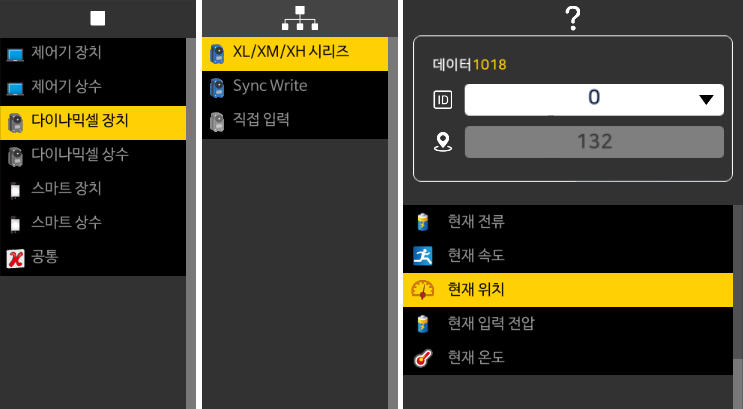 제어기 장치
제어기 상수
다이나믹셀 장치
다이나믹셀 상수
스마트 장치
스마트 상수
공통
XL/XM/XH 시리즈
Sync Write
직접 입력
?
데이터1018
ID
0
132
현재 전류
현재 속도
현재 위치
현재 입력 전압
현재 온도